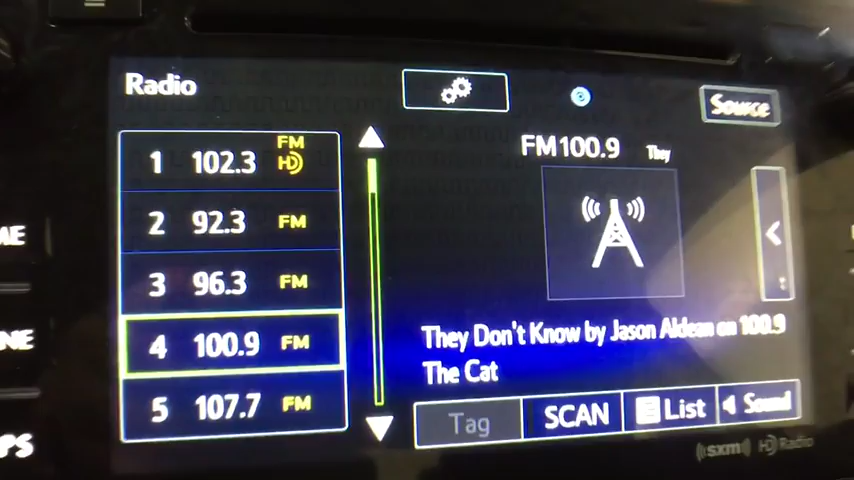 Radio
Source
1 102.3 FM HD
2 92.3 FM
3 96.3 FM
4 100.9 FM
5 107.7 FM
FM100.9 They
They Don't Know by Jason Aldean on 100.9
The Cat
Tag
SCAN
List
Sound
sxm HD Radio